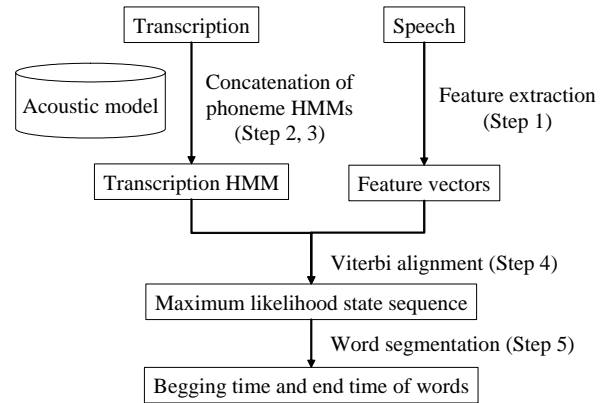 Transcription
Speech
Acoustic model
Concatenation of
phoneme HMMs
(Step 2, 3)
Feature extraction
(Step 1)
Transcription HMM
Feature vectors
Viterbi alignment (Step 4)
Maximum likelihood state sequence
Word segmentation (Step 5)
Begging time and end time of words